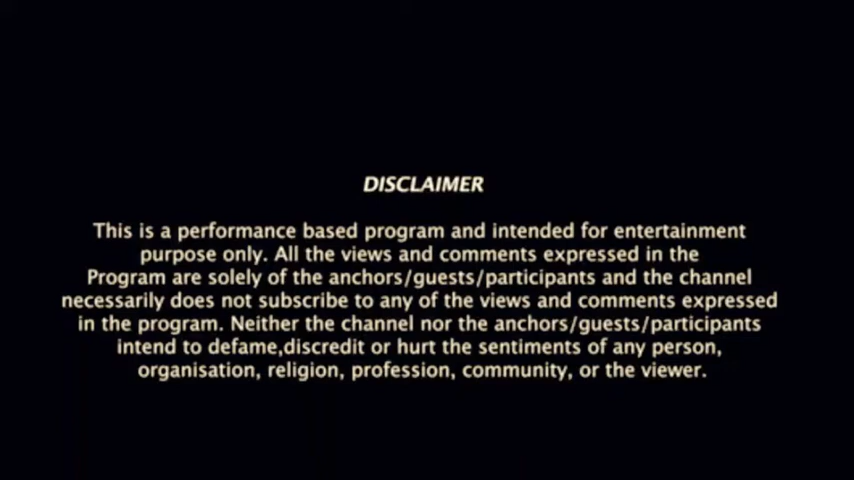 DISCLAIMER
This is a performance based program and intended for entertainment
purpose only. All the views and comments expressed in the
Program are solely of the anchors/guests/participants and the channel
necessarily does not subscribe to any of the views and comments expressed
in the program. Neither the channel nor the anchors/guests/participants
intend to defame,discredit or hurt the sentiments of any person,
organisation, religion, profession, community, or the viewer.